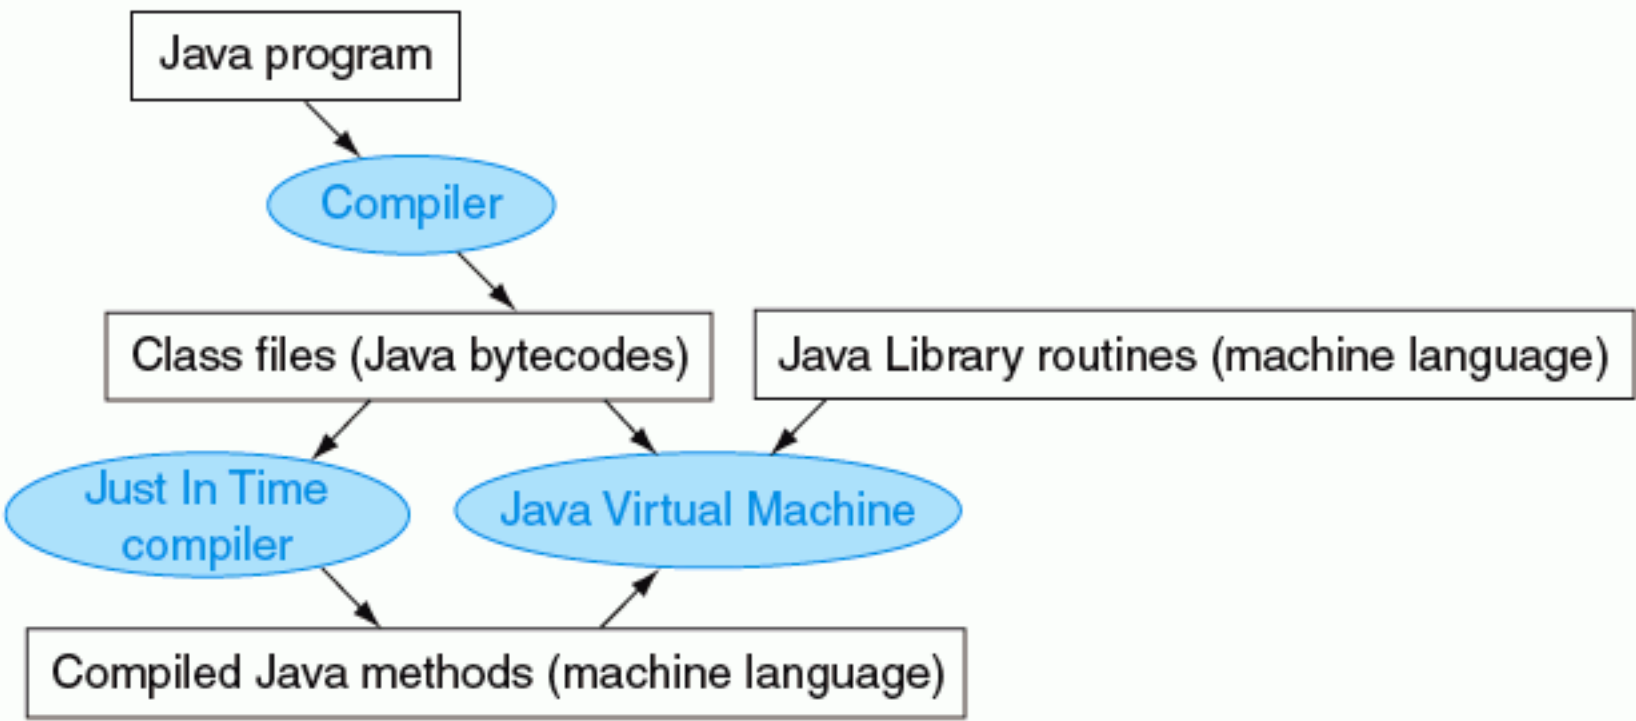 Java program
Compiler
Class files (Java bytecodes)
Java Library routines (machine language)
Just In Time
compiler
Java Virtual Machine
Compiled Java methods (machine language)